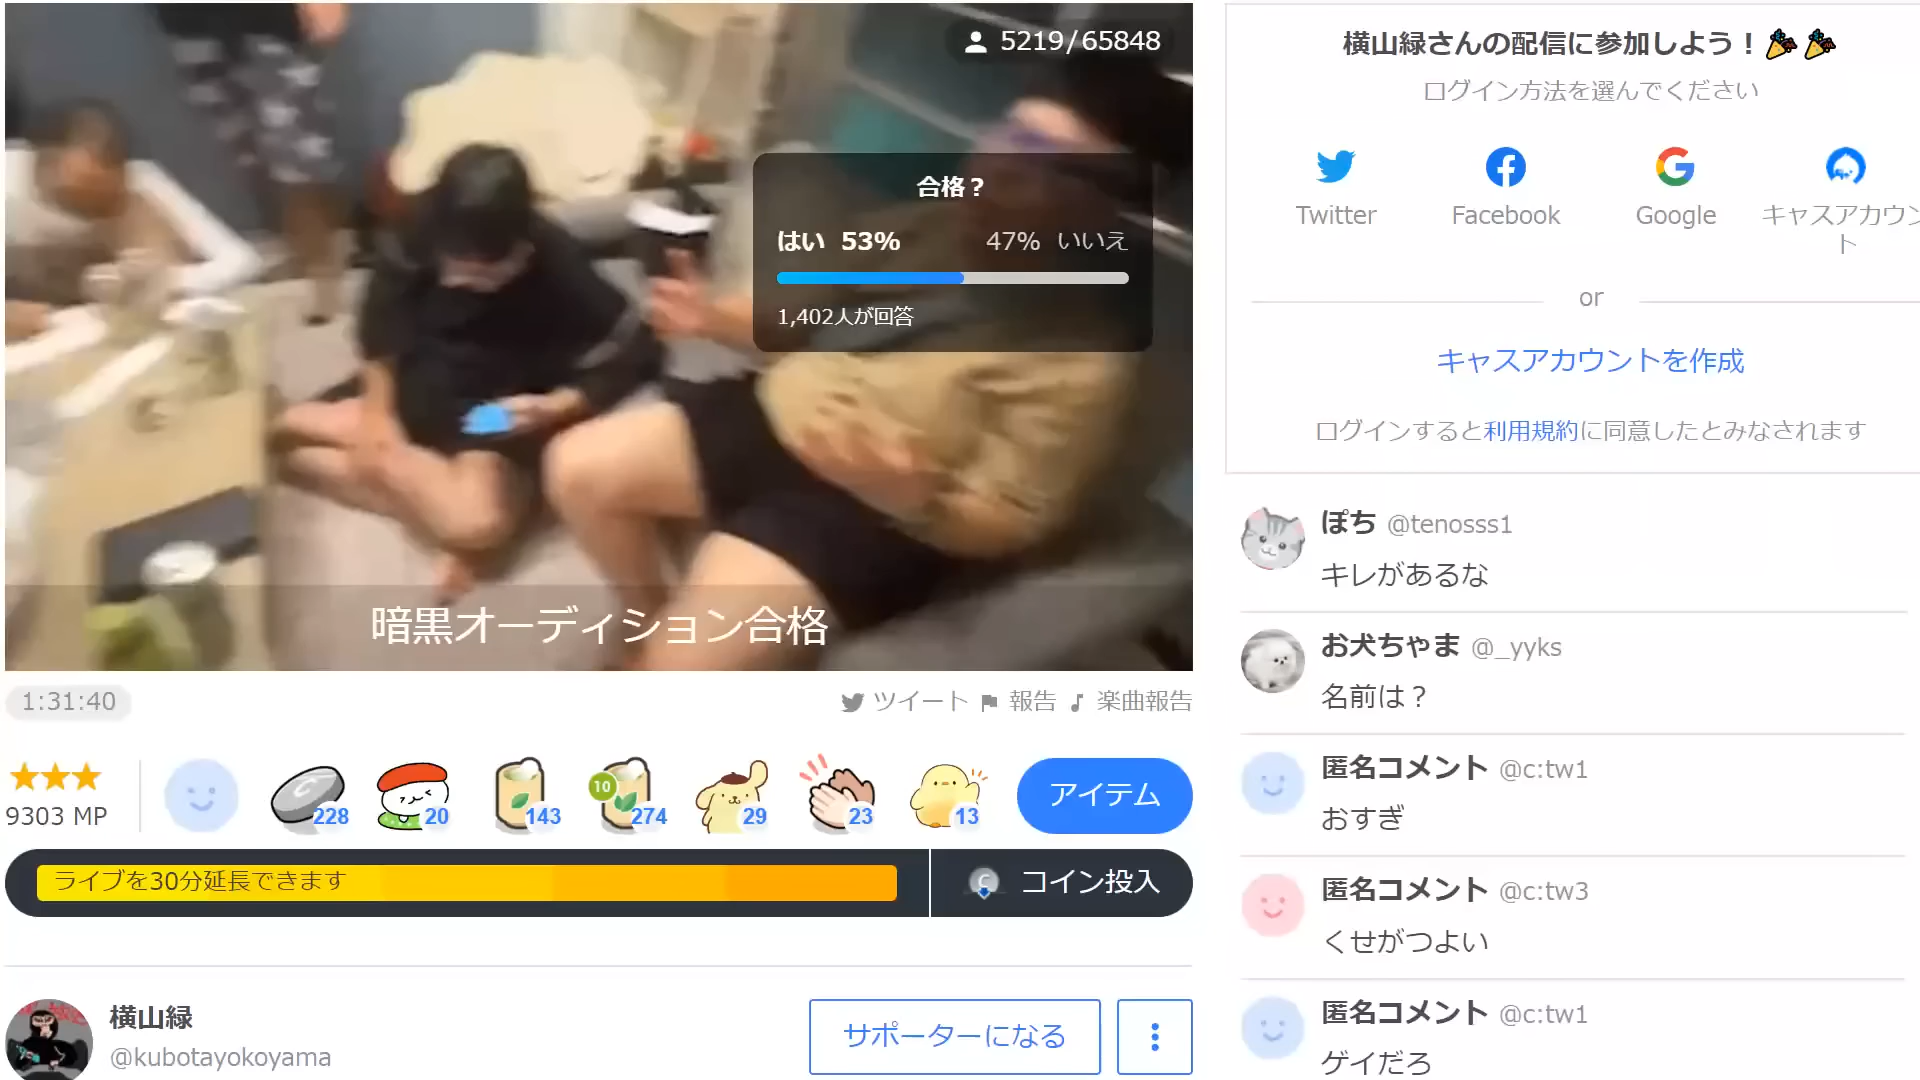 5219/65848
合格？
はい 53% 47% いいえ
1,402人が回答
暗黒オーディション合格
1:31:40
ツイート 報告 楽曲報告
9303 MP
228
20
143
10
274
29
23
13
アイテム
ライブを30分延長できます
C コイン投入
横山緑
@kubotayokoyama
サポーターになる
横山緑さんの配信に参加しよう！
ログイン方法を選んでください
Twitter
Facebook
Google
キャスアカウント
or
キャスアカウントを作成
ログインすると利用規約に同意したとみなされます
ぽち @tenosss1
キレがあるな
お犬ちゃま @_yyks
名前は？
匿名コメント @c:tw1
おすぎ
匿名コメント @c:tw3
くせがつよい
匿名コメント @c:tw1
ゲイだろ